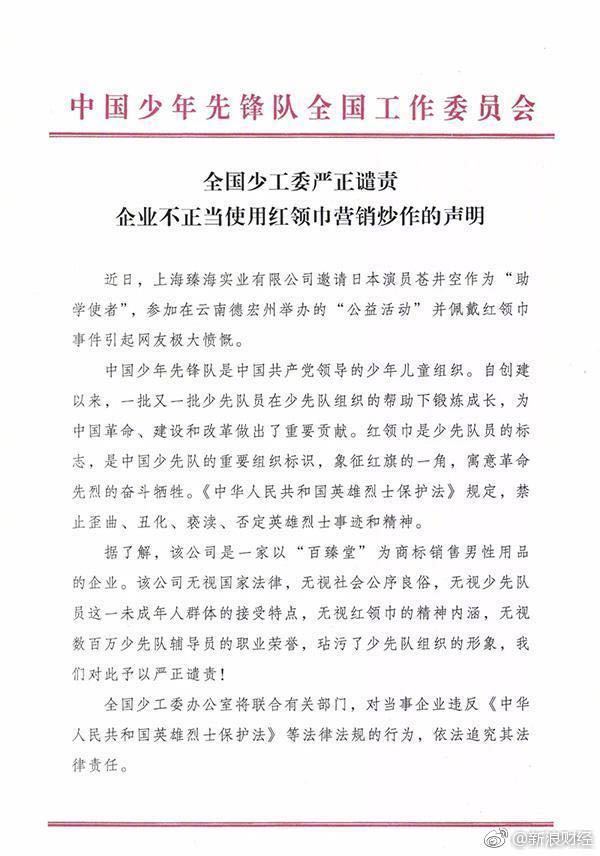 中国少年先锋队全国工作委员会
全国少工委严正谴责
企业不正当使用红领巾营销炒作的声明
近日，上海臻海实业有限公司邀请日本演员苍井空作为“助
学使者”，参加在云南德宏州举办的“公益活动”并佩戴红领巾
事件引起网友极大愤慨。
中国少年先锋队是中国共产党领导的少年儿童组织。自创建
以来，一批又一批少先队员在少先队组织的帮助下锻炼成长，为
中国革命、建设和改革做出了重要贡献。红领巾是少先队员的标
志，是中国少先队的重要组织标识，象征红旗的一角，寓意革命
先烈的奋斗牺牲。《中华人民共和国英雄烈士保护法》规定，禁
止歪曲、丑化、亵渎、否定英雄烈士事迹和精神。
据了解，该公司是一家以“百臻堂”为商标销售男性用品
的企业。该公司无视国家法律，无视社会公序良俗，无视少先队
员这一未成年人群体的接受特点，无视红领巾的精神内涵，无视
数百万少先队辅导员的职业荣誉，玷污了少先队组织的形象，我
们对此予以严正谴责！
全国少工委办公室将联合有关部门，对当事企业违反《中华
人民共和国英雄烈士保护法》等法律法规的行为，依法追究其法
律责任。
@新浪财经